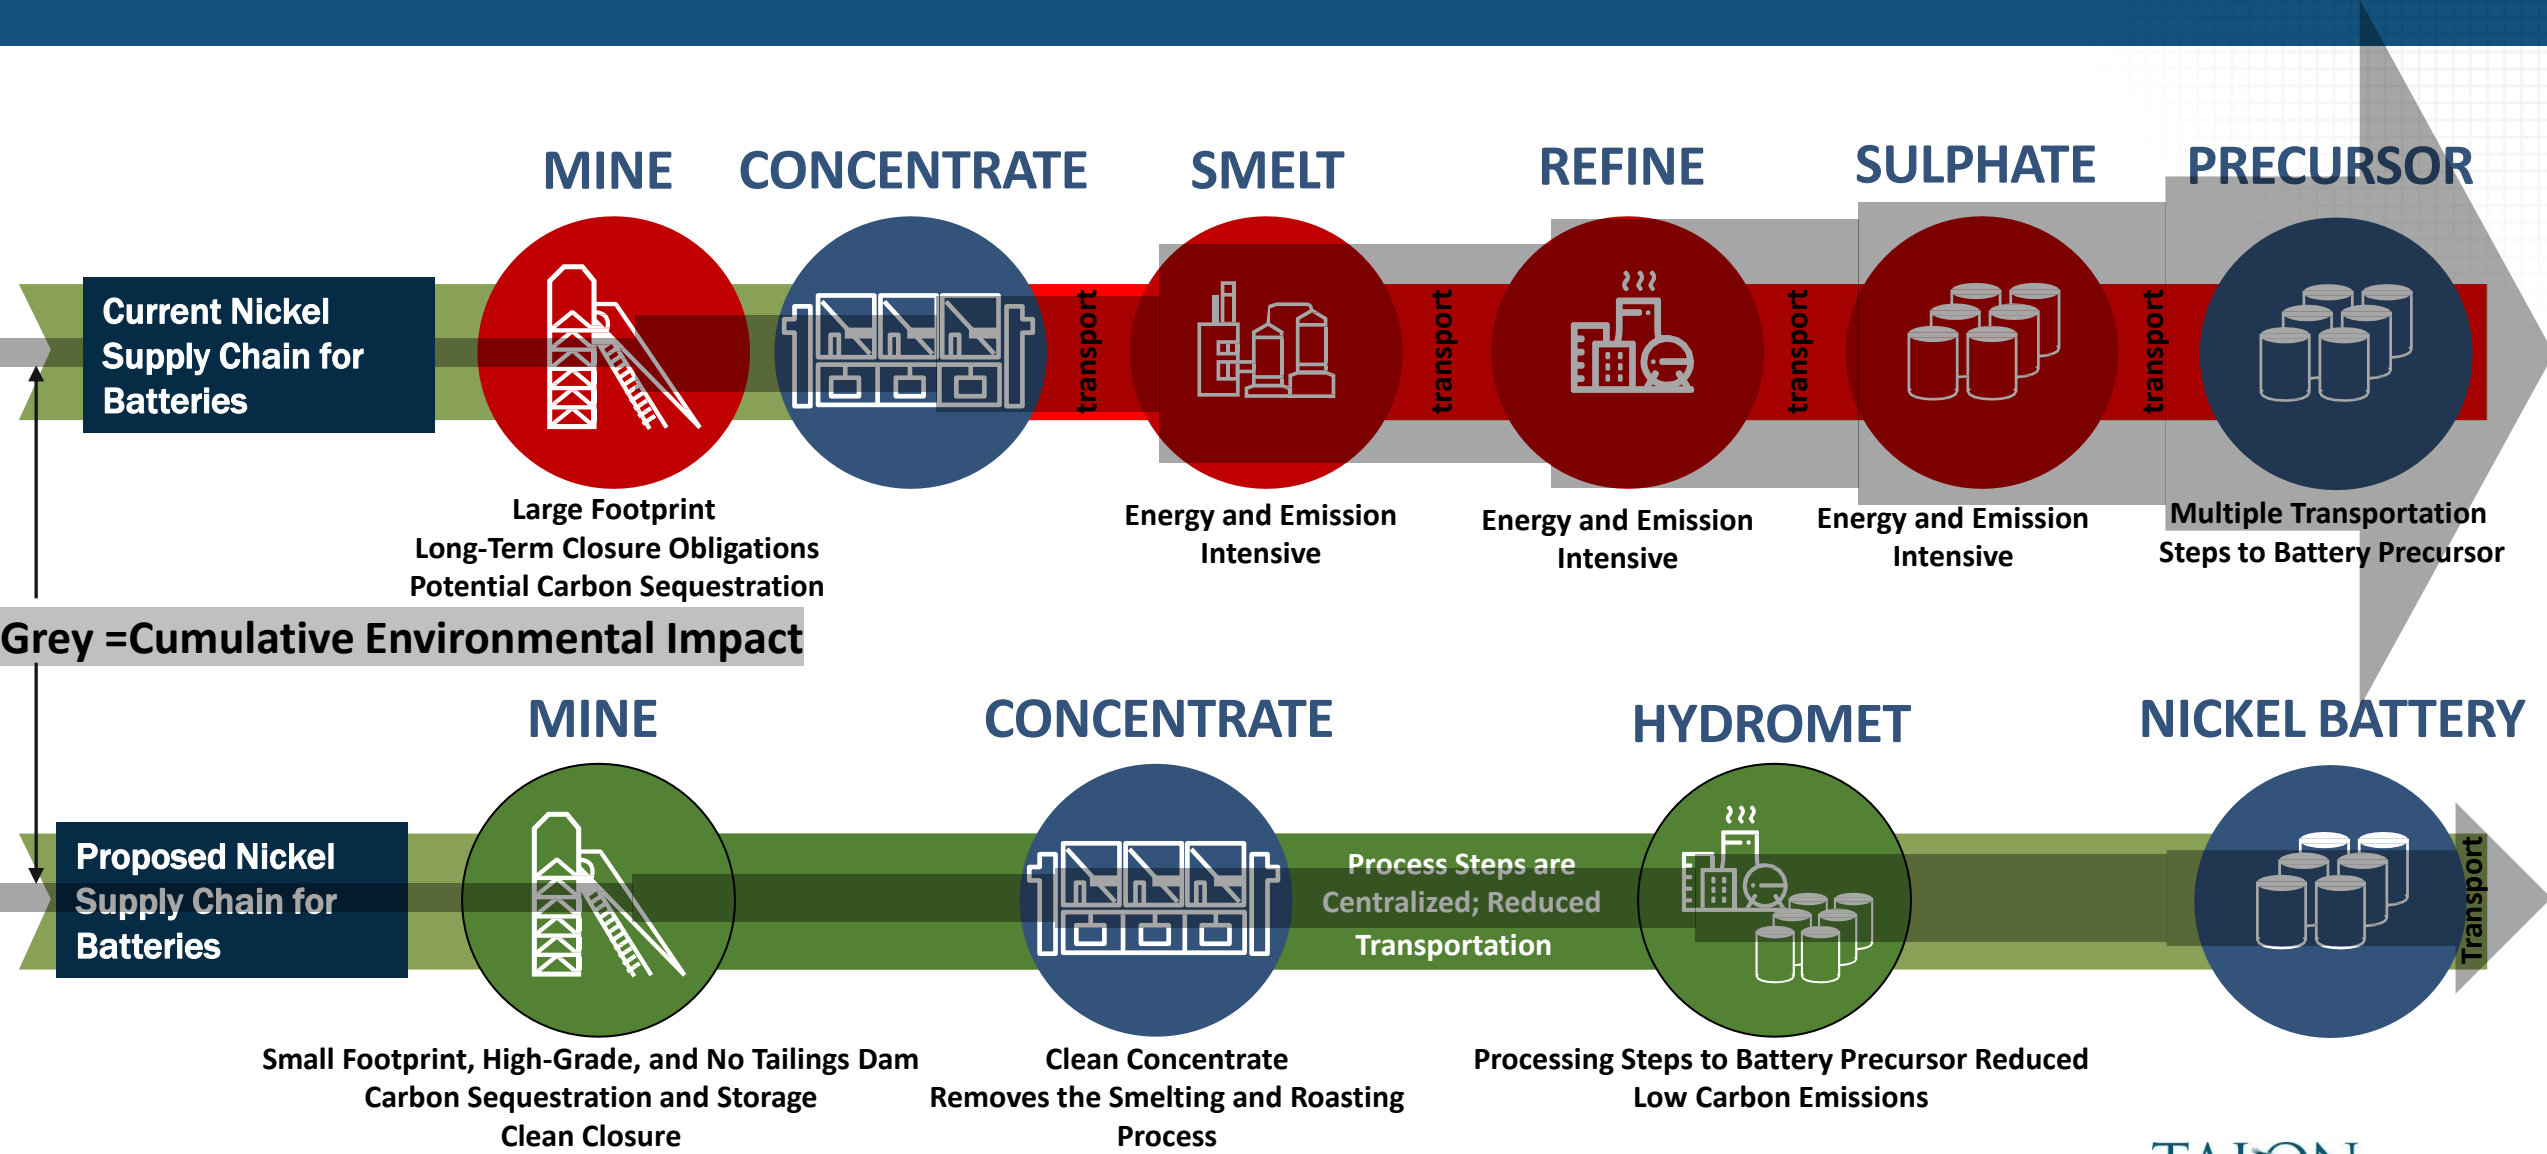 MINE
CONCENTRATE
SMELT
REFINE
SULPHATE
PRECURSOR
Current Nickel
Supply Chain for
Batteries
transport
transport
transport
transport
Large Footprint
Long-Term Closure Obligations
Potential Carbon Sequestration
Energy and Emission
Intensive
Energy and Emission
Intensive
Energy and Emission
Intensive
Multiple Transportation
Steps to Battery Precursor
Grey =Cumulative Environmental Impact
MINE
CONCENTRATE
HYDROMET
NICKEL BATTERY
Proposed Nickel
Supply Chain for
Batteries
Process Steps are
Centralized; Reduced
Transportation
Transport
Small Footprint, High-Grade, and No Tailings Dam
Carbon Sequestration and Storage
Clean Closure
Clean Concentrate
Removes the Smelting and Roasting
Process
Processing Steps to Battery Precursor Reduced
Low Carbon Emissions
TALON